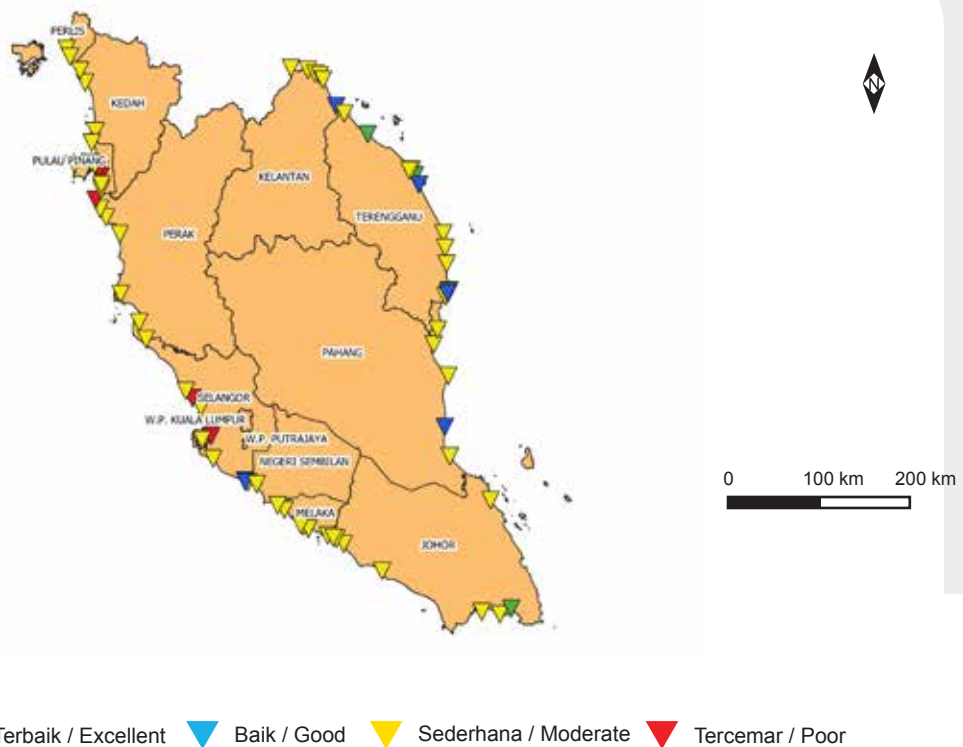 PERLIS
KEDAH
PULAU PINANG
KELANTAN
TERENGGANU
PERAK
PAHANG
SELANGOR
W.P. KUALA LUMPUR
W.P. PUTRAJAYA
NEGERI SEMBILAN
MELAKA
JOHOR
N
0 100 km 200 km
Terbaik / Excellent Baik / Good Sederhana / Moderate Tercemar / Poor